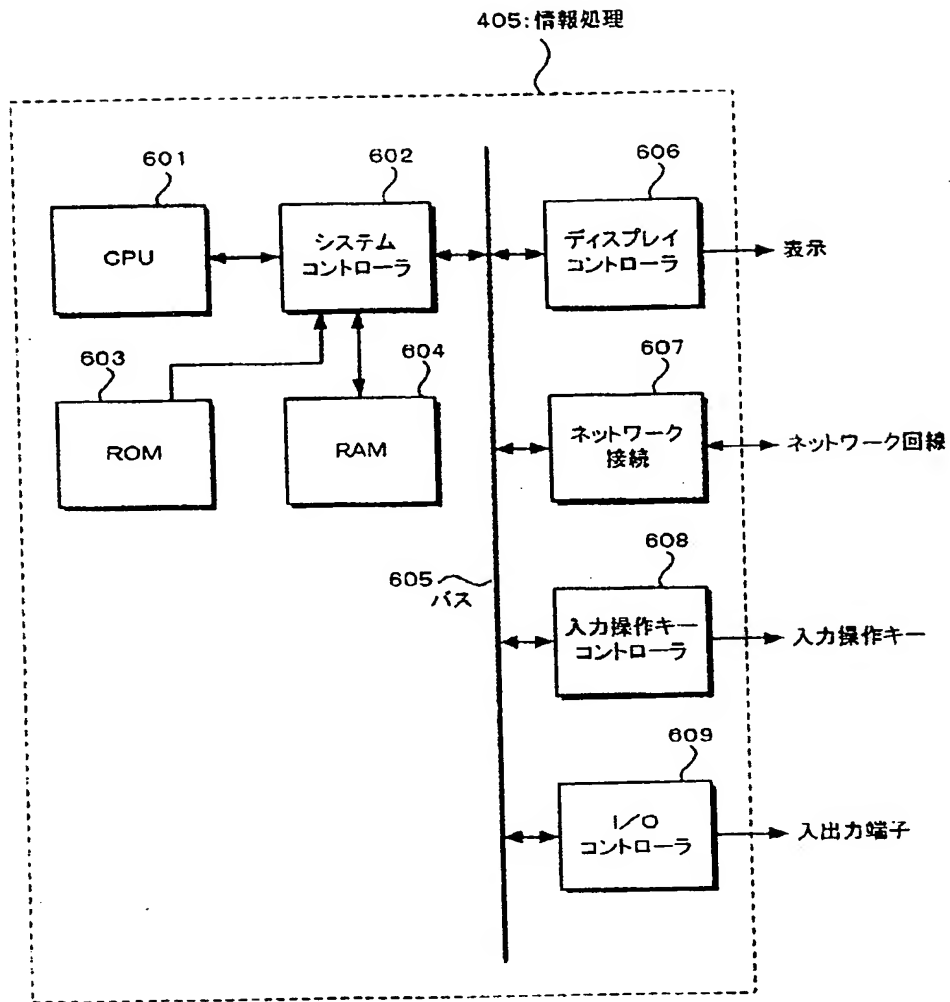 405:情報処理
601
602
606
CPU
システム
コントローラ
ディスプレイ
コントローラ
表示
603
604
607
ROM
RAM
ネットワーク
接続
ネットワーク回線
605
バス
608
入力操作キー
コントローラ
入力操作キー
609
I/O
コントローラ
入出力端子